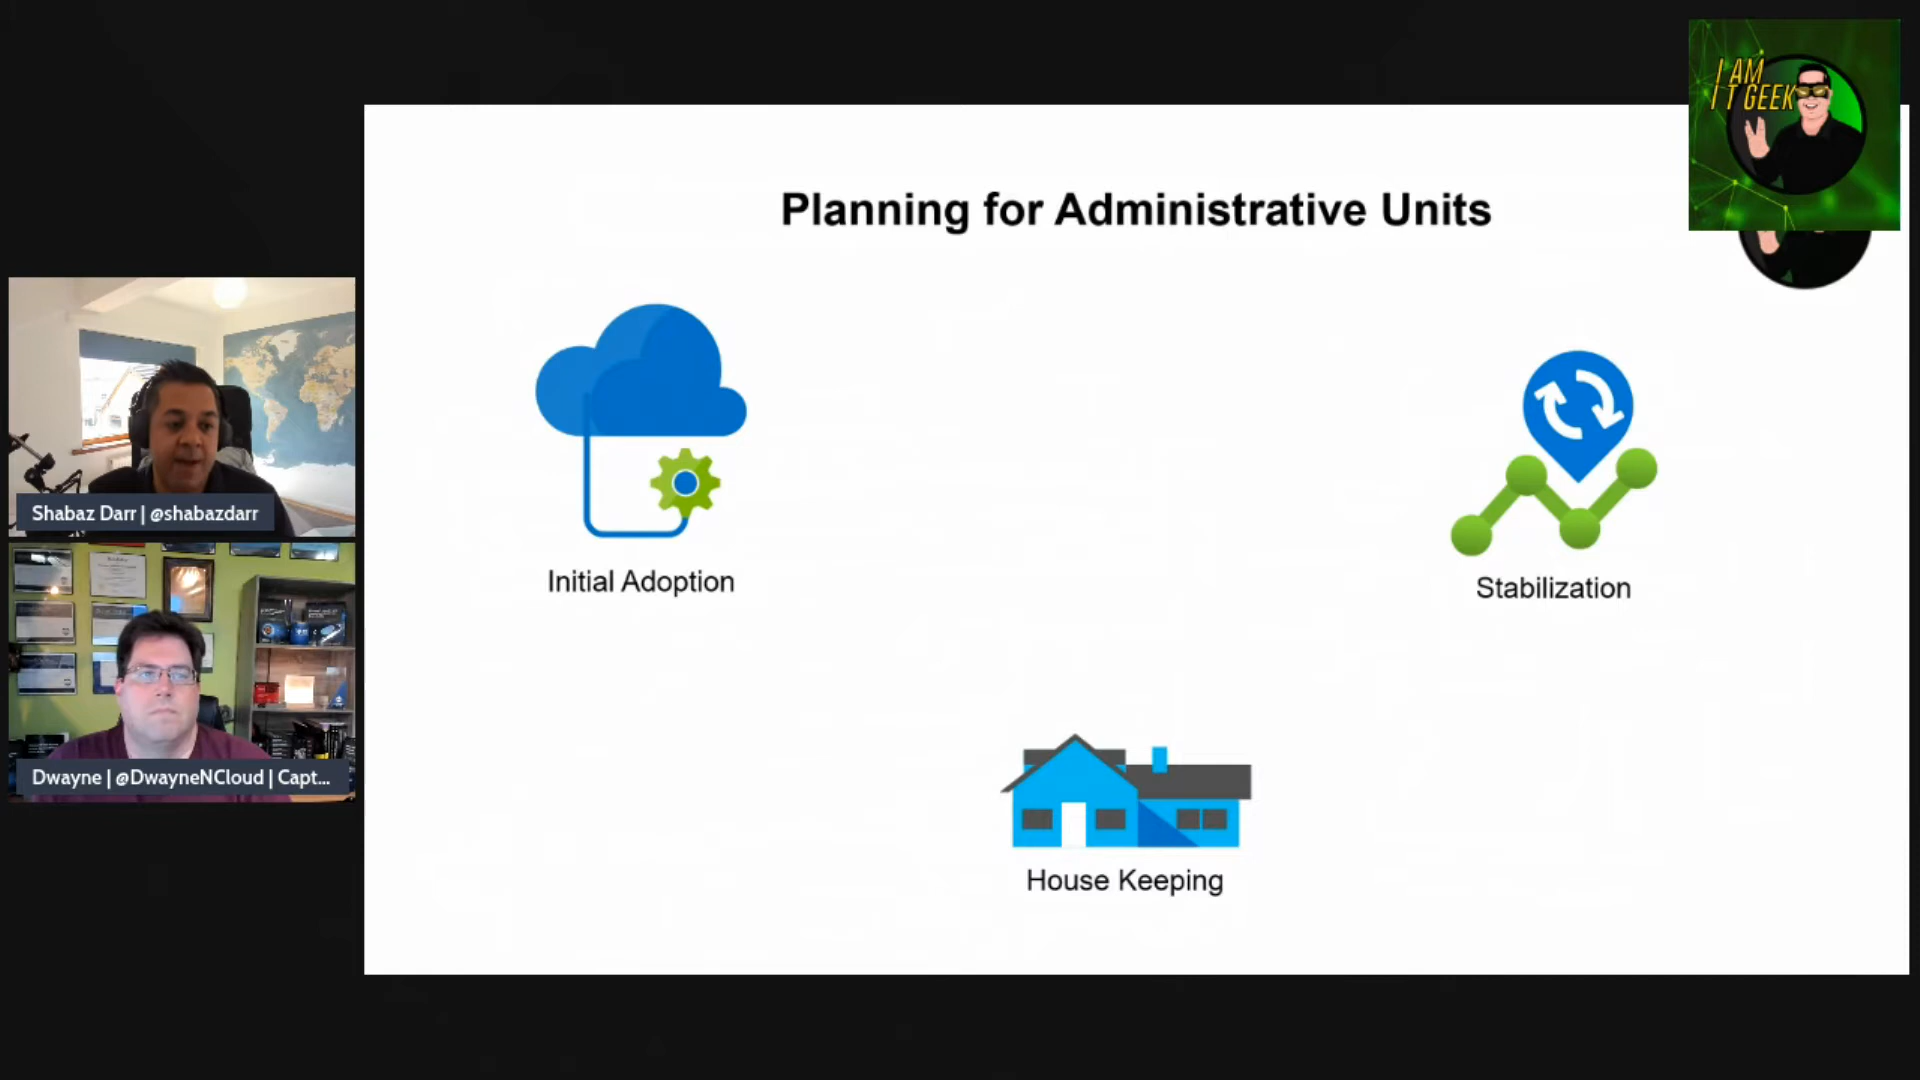 I AM
I T GEEK
Planning for Administrative Units
Initial Adoption
Stabilization
House Keeping
Shabaz Darr | @shabazdarr
Dwayne | @DwayneNCloud | Capt...